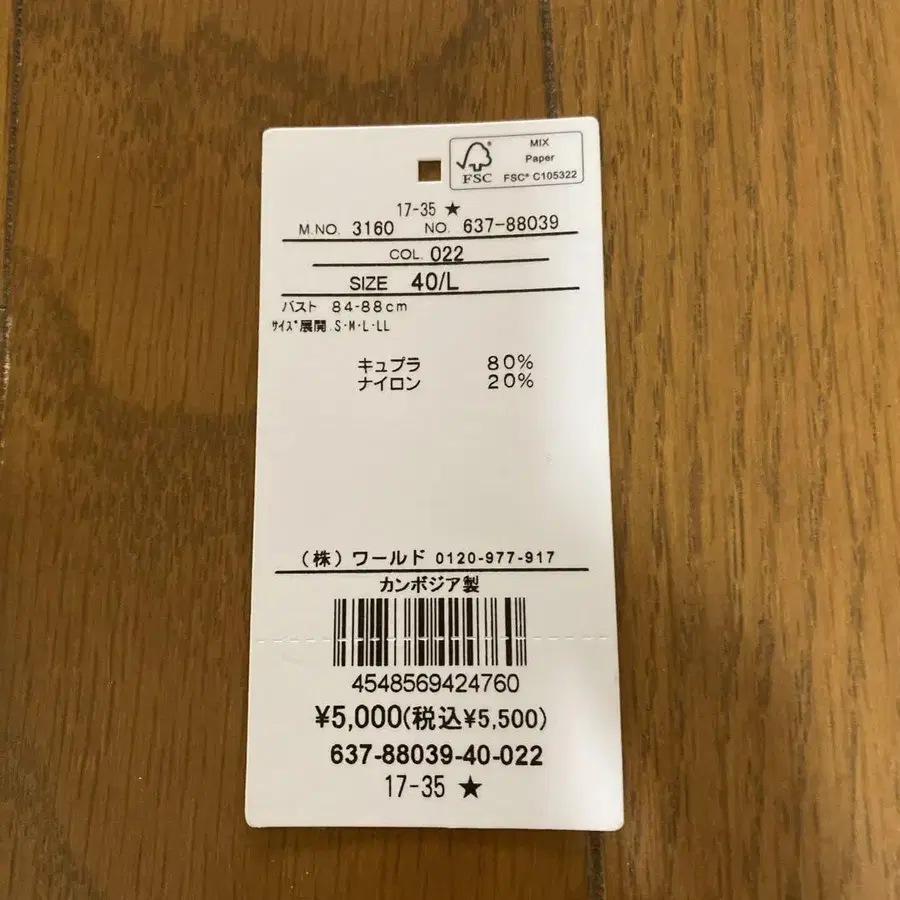 MIX
Paper
FSC® C105322
FSC
17-35 ★
M.NO. 3160 NO. 637-88039
COL. 022
SIZE 40/L
バスト 84-88cm
ｻｲｽﾞ展開.S・M・L・LL
キュプラ 80%
ナイロン 20%
(株)ワールド 0120-977-917
カンボジア製
4548569424760
¥5,000(税込¥5,500)
637-88039-40-022
17-35 ★